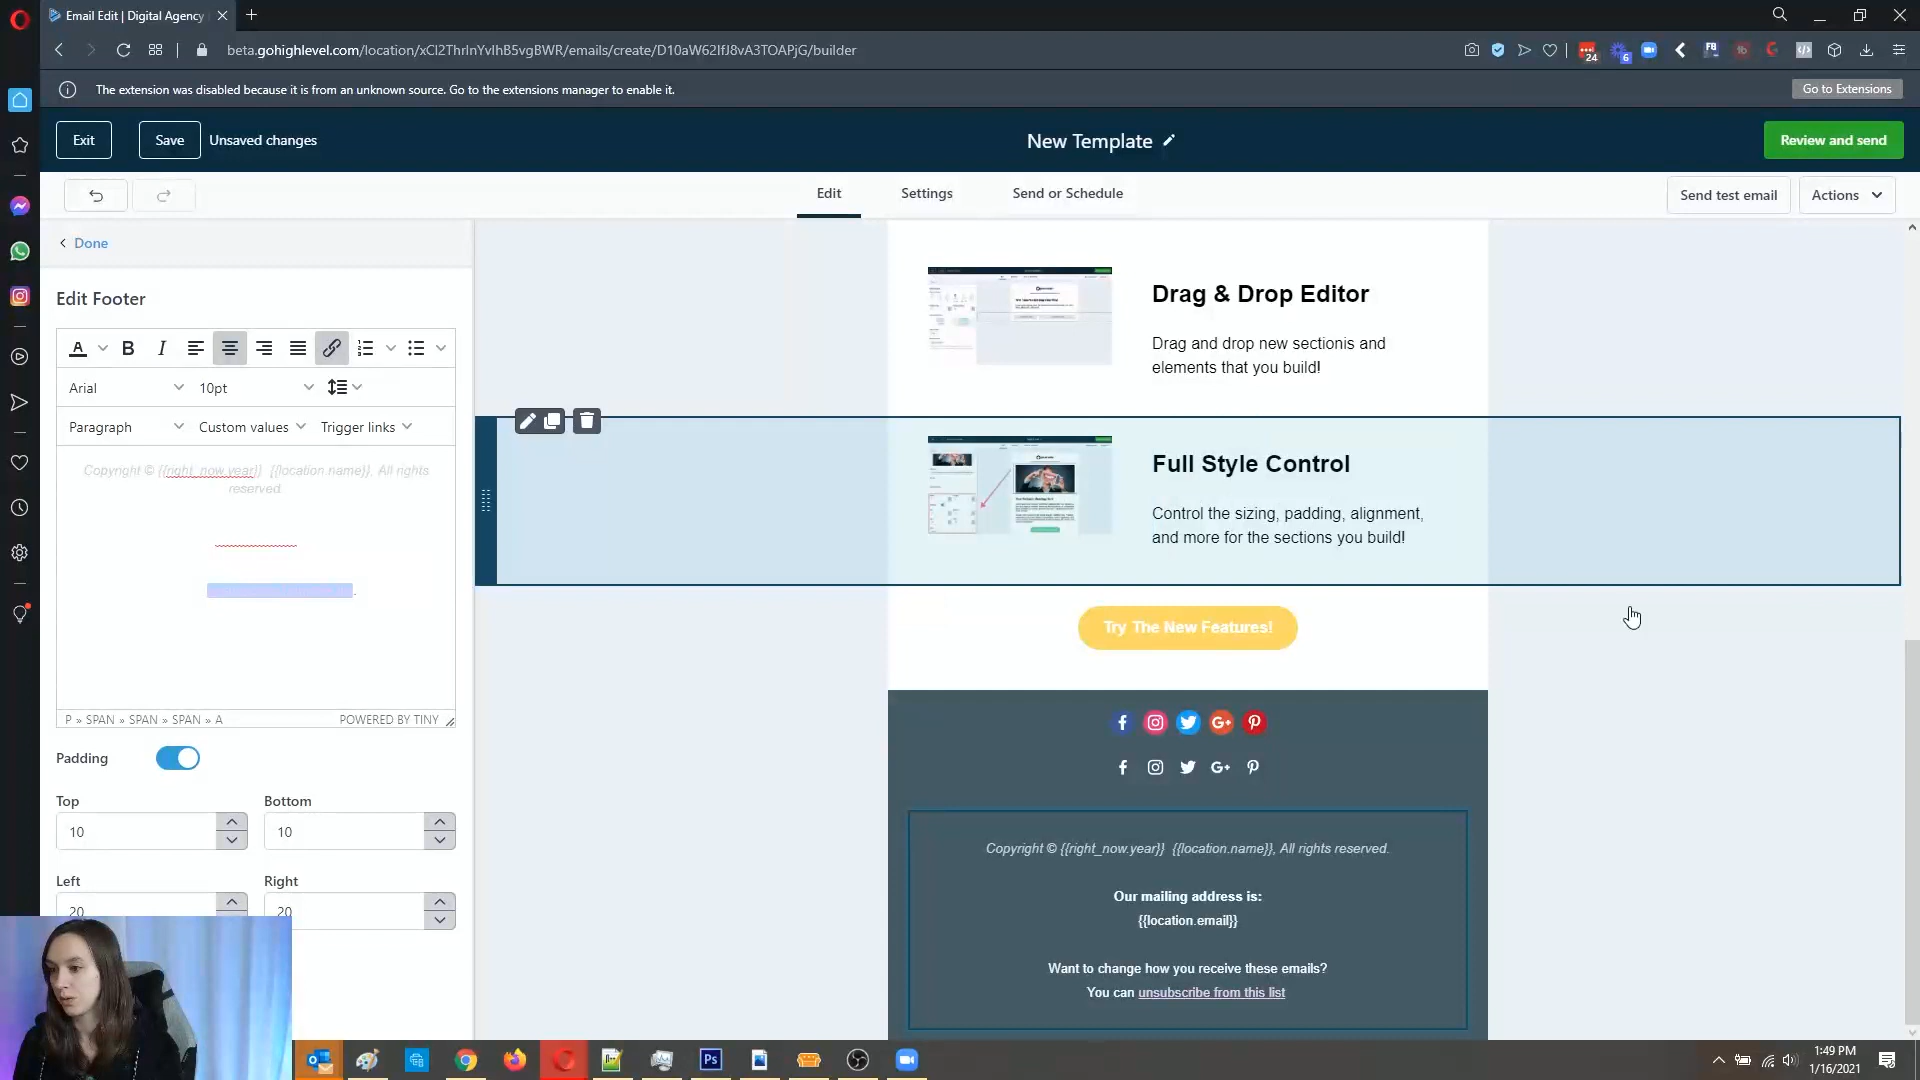 Email Edit | Digital Agency
beta.gohighlevel.com/location/xCl2ThrlnYvIhB5vgBWR/emails/create/D10aW62IfJ8vA3TOAPjG/builder
24
6
FB
The extension was disabled because it is from an unknown source. Go to the extensions manager to enable it.
Go to Extensions
Exit
Save
Unsaved changes
New Template
Review and send
Edit
Settings
Send or Schedule
Send test email
Actions
Done
Edit Footer
A
B
I
Arial
10pt
Paragraph
Custom values
Trigger links
Copyright © {{right_now.year}} {{location.name}}, All rights
reserved.
P » SPAN » SPAN » SPAN » A
POWERED BY TINY
Padding
Top
Bottom
10
10
Left
Right
20
20
Drag & Drop Editor
Drag and drop new sectionis and
elements that you build!
Full Style Control
Control the sizing, padding, alignment,
and more for the sections you build!
Try The New Features!
Copyright © {{right_now.year}} {{location.name}}, All rights reserved.
Our mailing address is:
{{location.email}}
Want to change how you receive these emails?
You can unsubscribe from this list
Ps
1:49 PM
1/16/2021